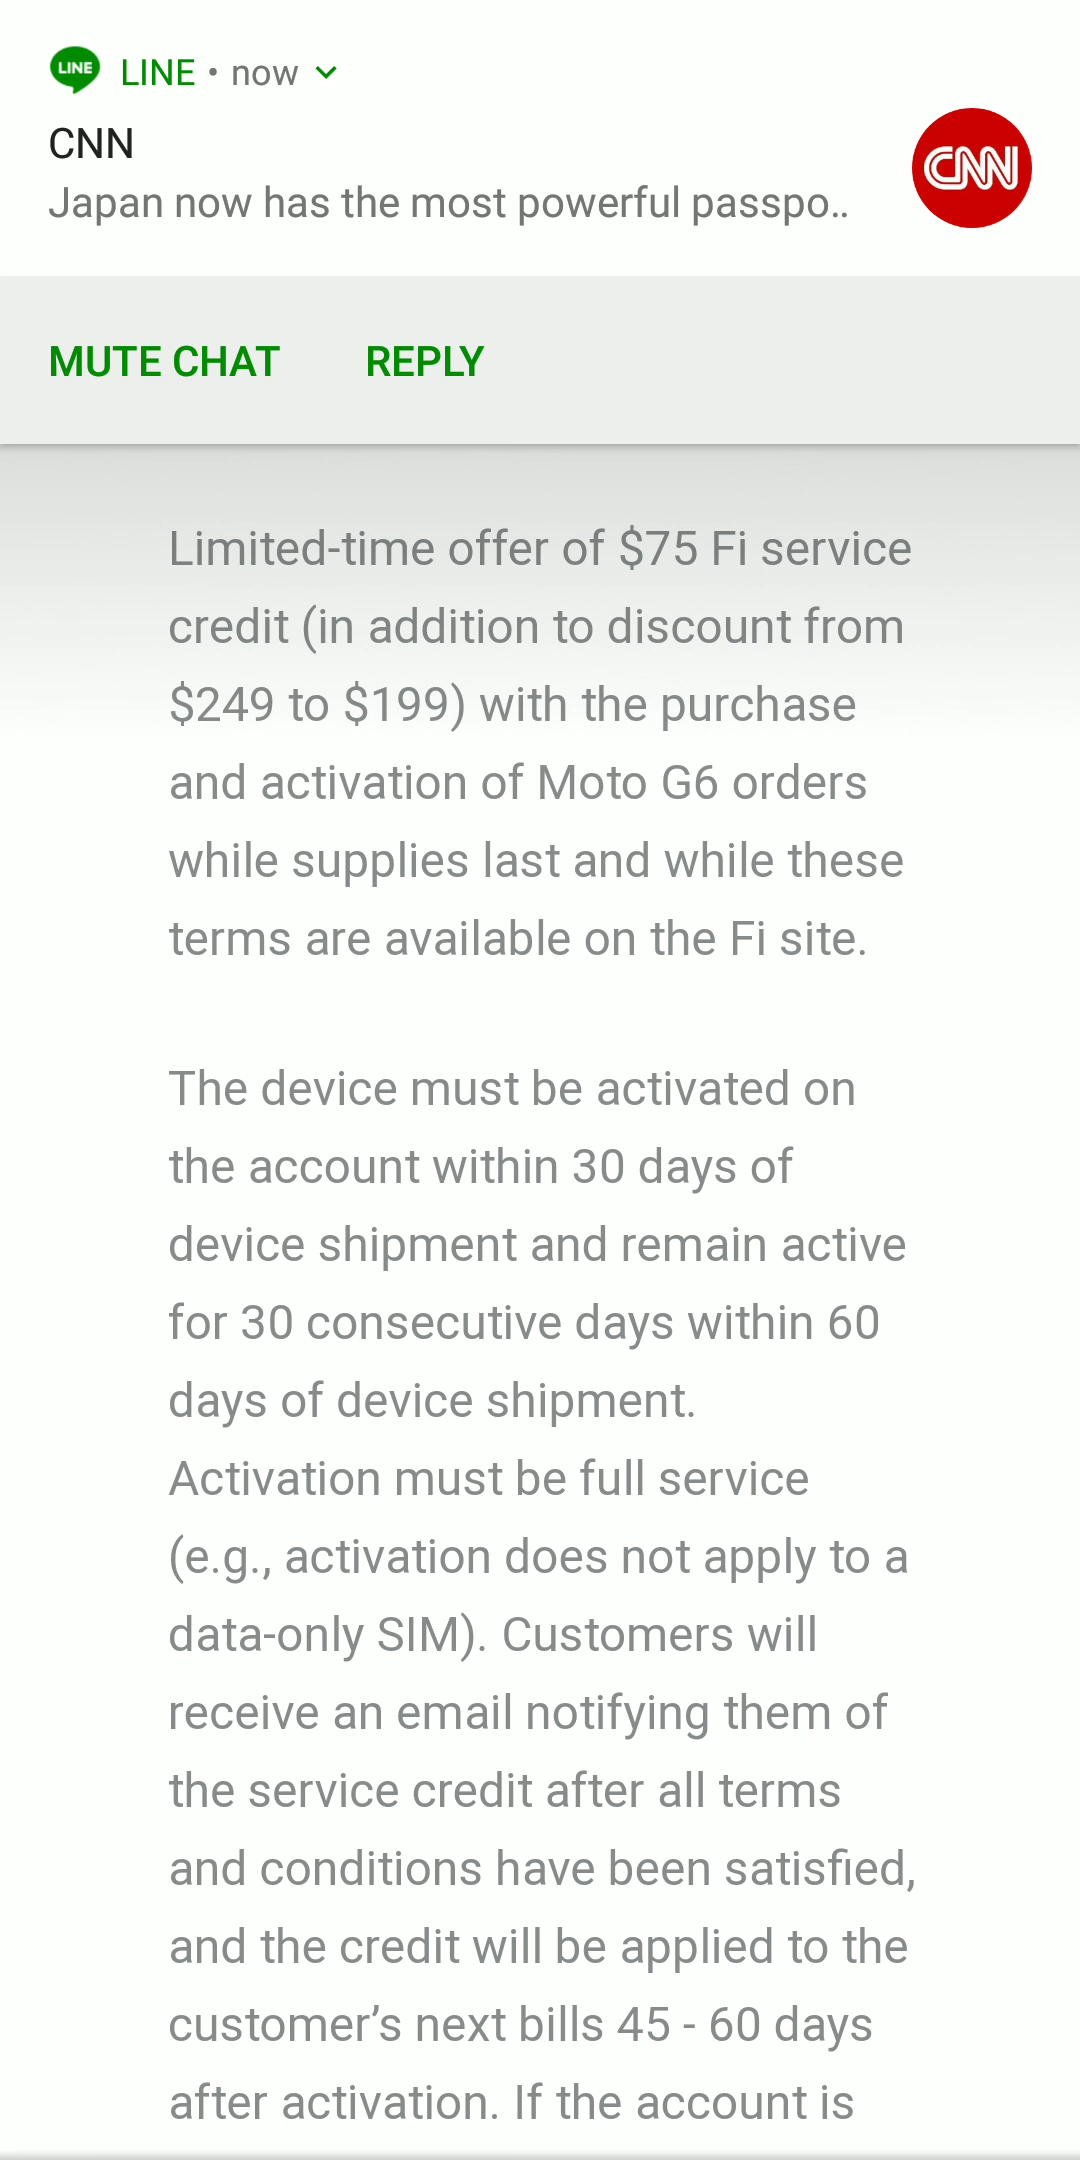 LINE LINE • now
CNN
Japan now has the most powerful passpo..
CNN
MUTE CHAT REPLY
Limited-time offer of $75 Fi service
credit (in addition to discount from
$249 to $199) with the purchase
and activation of Moto G6 orders
while supplies last and while these
terms are available on the Fi site.
The device must be activated on
the account within 30 days of
device shipment and remain active
for 30 consecutive days within 60
days of device shipment.
Activation must be full service
(e.g., activation does not apply to a
data-only SIM). Customers will
receive an email notifying them of
the service credit after all terms
and conditions have been satisfied,
and the credit will be applied to the
customer’s next bills 45 - 60 days
after activation. If the account is